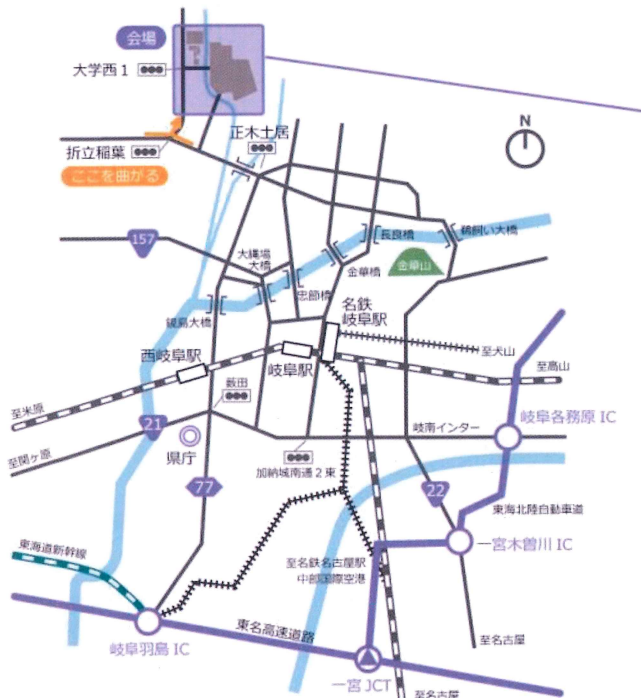 会場
大学西1
正木土居
折立稲葉
ここを曲がる
N
157
大縄場
大橋
長良橋
鵜飼い大橋
金華橋
金華山
忠節橋
鏡島大橋
名鉄
岐阜駅
西岐阜駅
岐阜駅
至犬山
至高山
薮田
至米原
21
岐南インター
岐阜各務原 IC
県庁
至関ヶ原
加納城南通2東
77
22
東海北陸自動車道
一宮木曽川 IC
東海道新幹線
至名鉄名古屋駅
中部国際空港
東名高速道路
岐阜羽島 IC
至名古屋
一宮 JCT
至名古屋